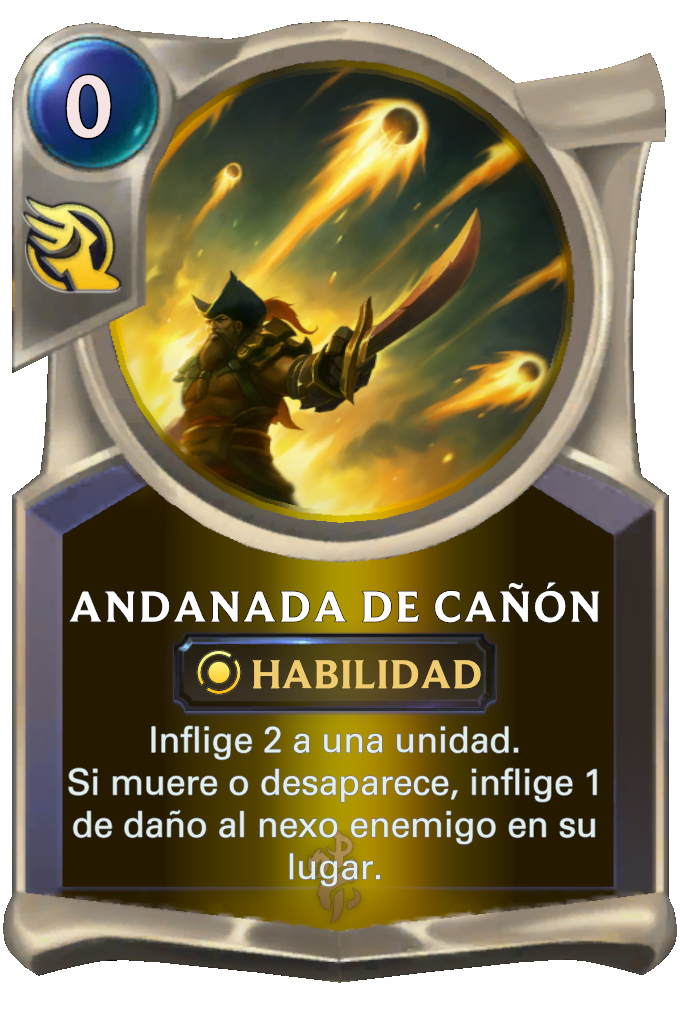 0
ANDANADA DE CAÑÓN
HABILIDAD
Inflige 2 a una unidad.
Si muere o desaparece, inflige 1
de daño al nexo enemigo en su
lugar.